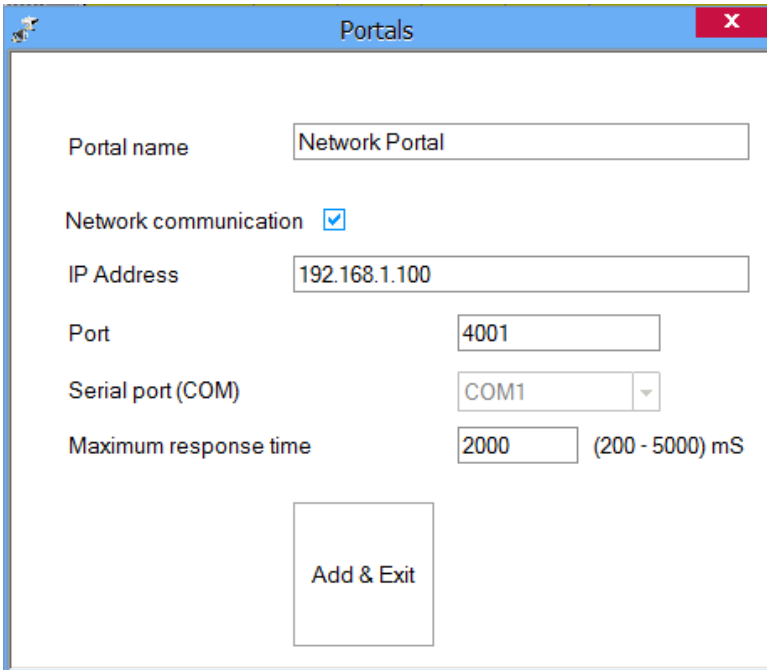 Portals
x
Portal name Network Portal
Network communication
IP Address 192.168.1.100
Port 4001
Serial port (COM) COM1
Maximum response time 2000 (200 - 5000) mS
Add & Exit